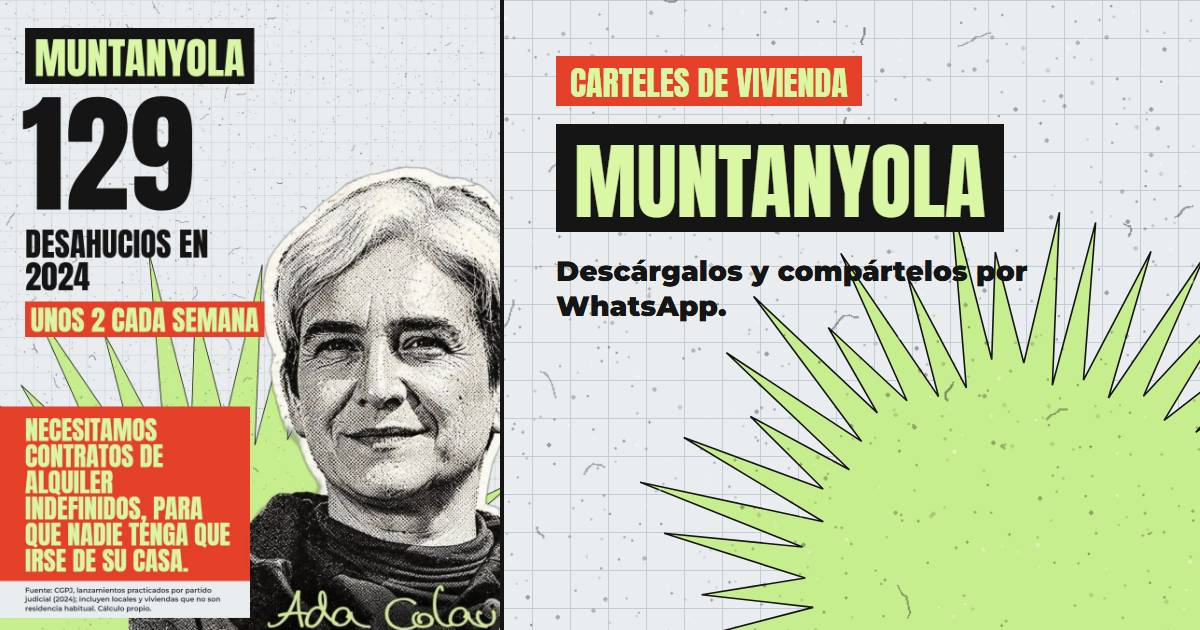 MUNTANYOLA
129
DESAHUCIOS EN
2024
UNOS 2 CADA SEMANA
NECESITAMOS
CONTRATOS DE
ALQUILER
INDEFINIDOS, PARA
QUE NADIE TENGA QUE
IRSE DE SU CASA.
Fuente: CGPJ, lanzamientos practicados por partido
judicial (2024); incluyen locales y viviendas que no son
residencia habitual. Cálculo propio.
Ada Colau
CARTELES DE VIVIENDA
MUNTANYOLA
Descárgalos y compártelos por
WhatsApp.